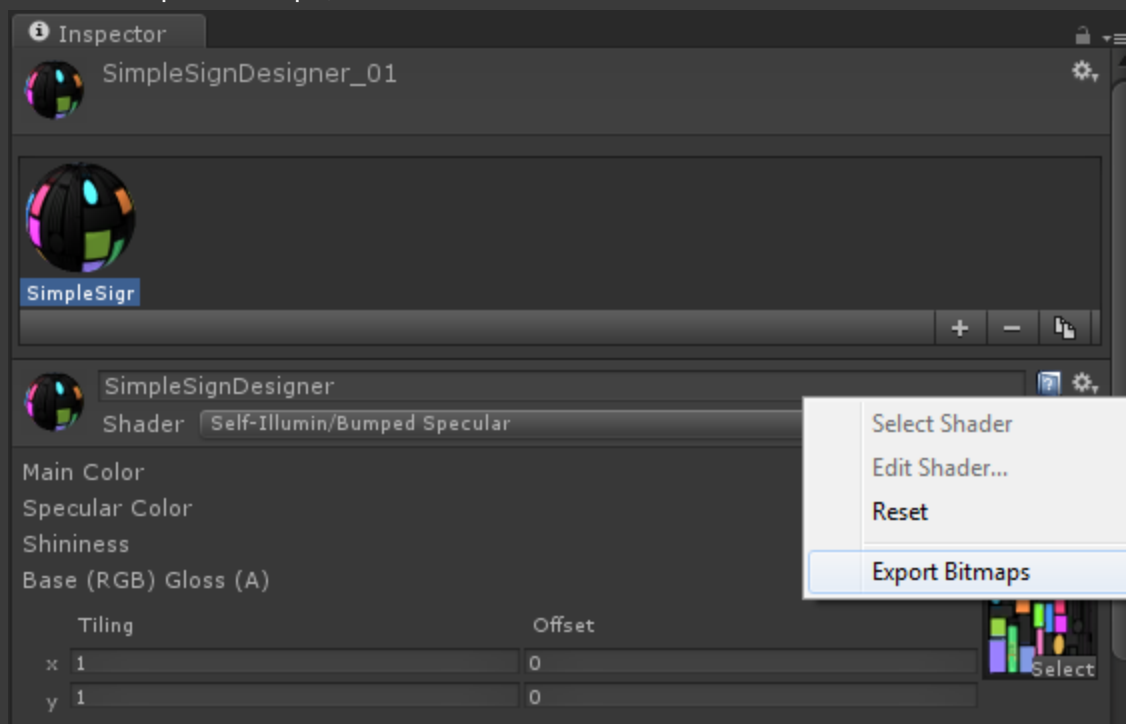 Inspector
SimpleSignDesigner_01
SimpleSigr
SimpleSignDesigner
Shader Self-Illumin/Bumped Specular
Select Shader
Edit Shader...
Reset
Export Bitmaps
Main Color
Specular Color
Shininess
Base (RGB) Gloss (A)
Tiling Offset
x 1 0
y 1 0
Select